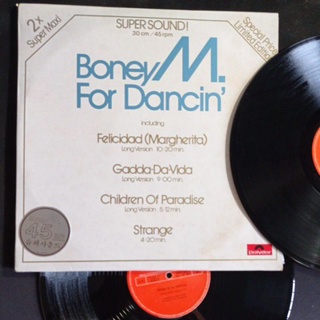 2x
Super Maxi
SUPER SOUND!
30 cm / 45 rpm
Special Price
Limited Edition
Boney M.
For Dancin'
including
Felicidad (Margherita)
Long Version 10:20 min.
Gadda-Da-Vida
Long Version 9:00 min.
Children Of Paradise
Long Version 5:12 min.
Strange
4:20 min.
45
Polydor